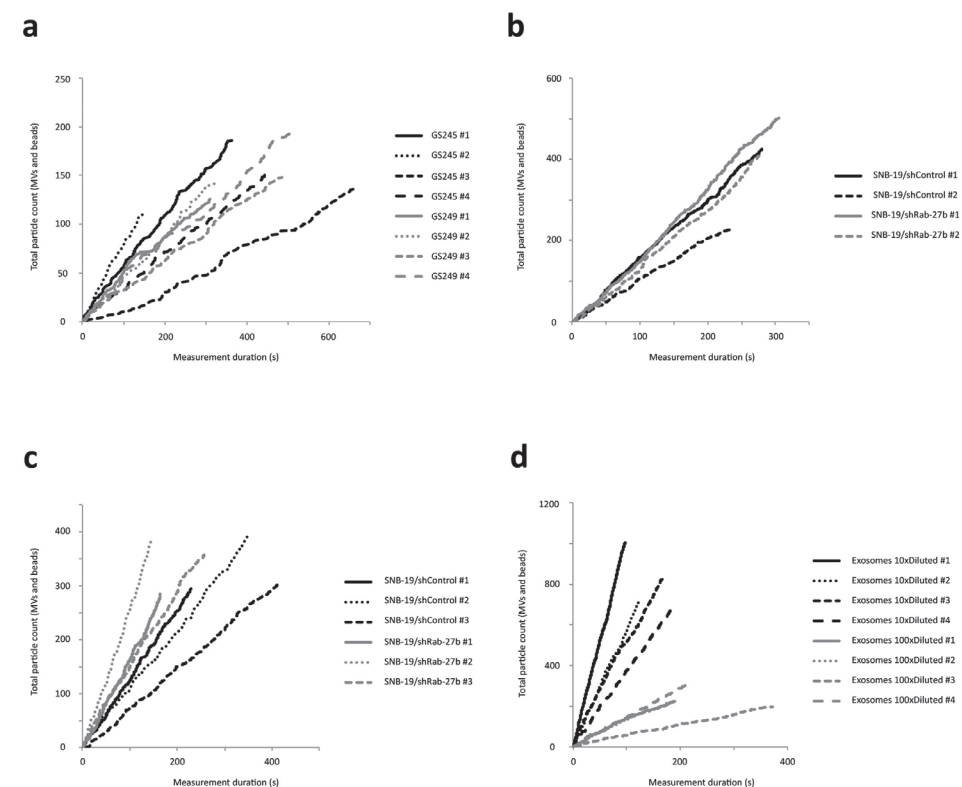 a
250
200
150
100
50
0
0 200 400 600
Total particle count (MVs and beads)
Measurement duration (s)
GS245 #1
GS245 #2
GS245 #3
GS245 #4
GS249 #1
GS249 #2
GS249 #3
GS249 #4
b
600
400
200
0
0 100 200 300
Total particle count (MVs and beads)
Measurement duration (s)
SNB-19/shControl #1
SNB-19/shControl #2
SNB-19/shRab-27b #1
SNB-19/shRab-27b #2
c
400
300
200
100
0
0 200 400
Total particle count (MVs and beads)
Measurement duration (s)
SNB-19/shControl #1
SNB-19/shControl #2
SNB-19/shControl #3
SNB-19/shRab-27b #1
SNB-19/shRab-27b #2
SNB-19/shRab-27b #3
d
1200
800
400
0
0 200 400
Total particle count (MVs and beads)
Measurement duration (s)
Exosomes 10xDiluted #1
Exosomes 10xDiluted #2
Exosomes 10xDiluted #3
Exosomes 10xDiluted #4
Exosomes 100xDiluted #1
Exosomes 100xDiluted #2
Exosomes 100xDiluted #3
Exosomes 100xDiluted #4